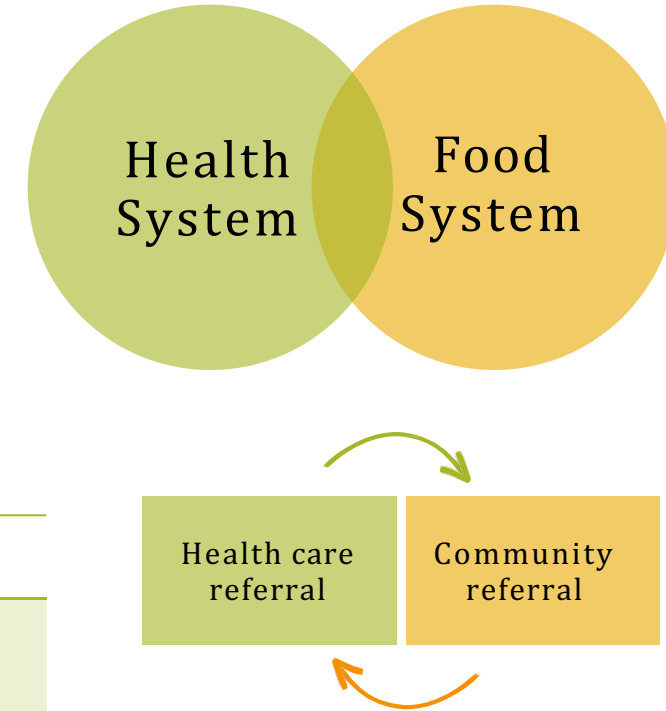 Health
System
Food
System
Health care
referral
Community
referral